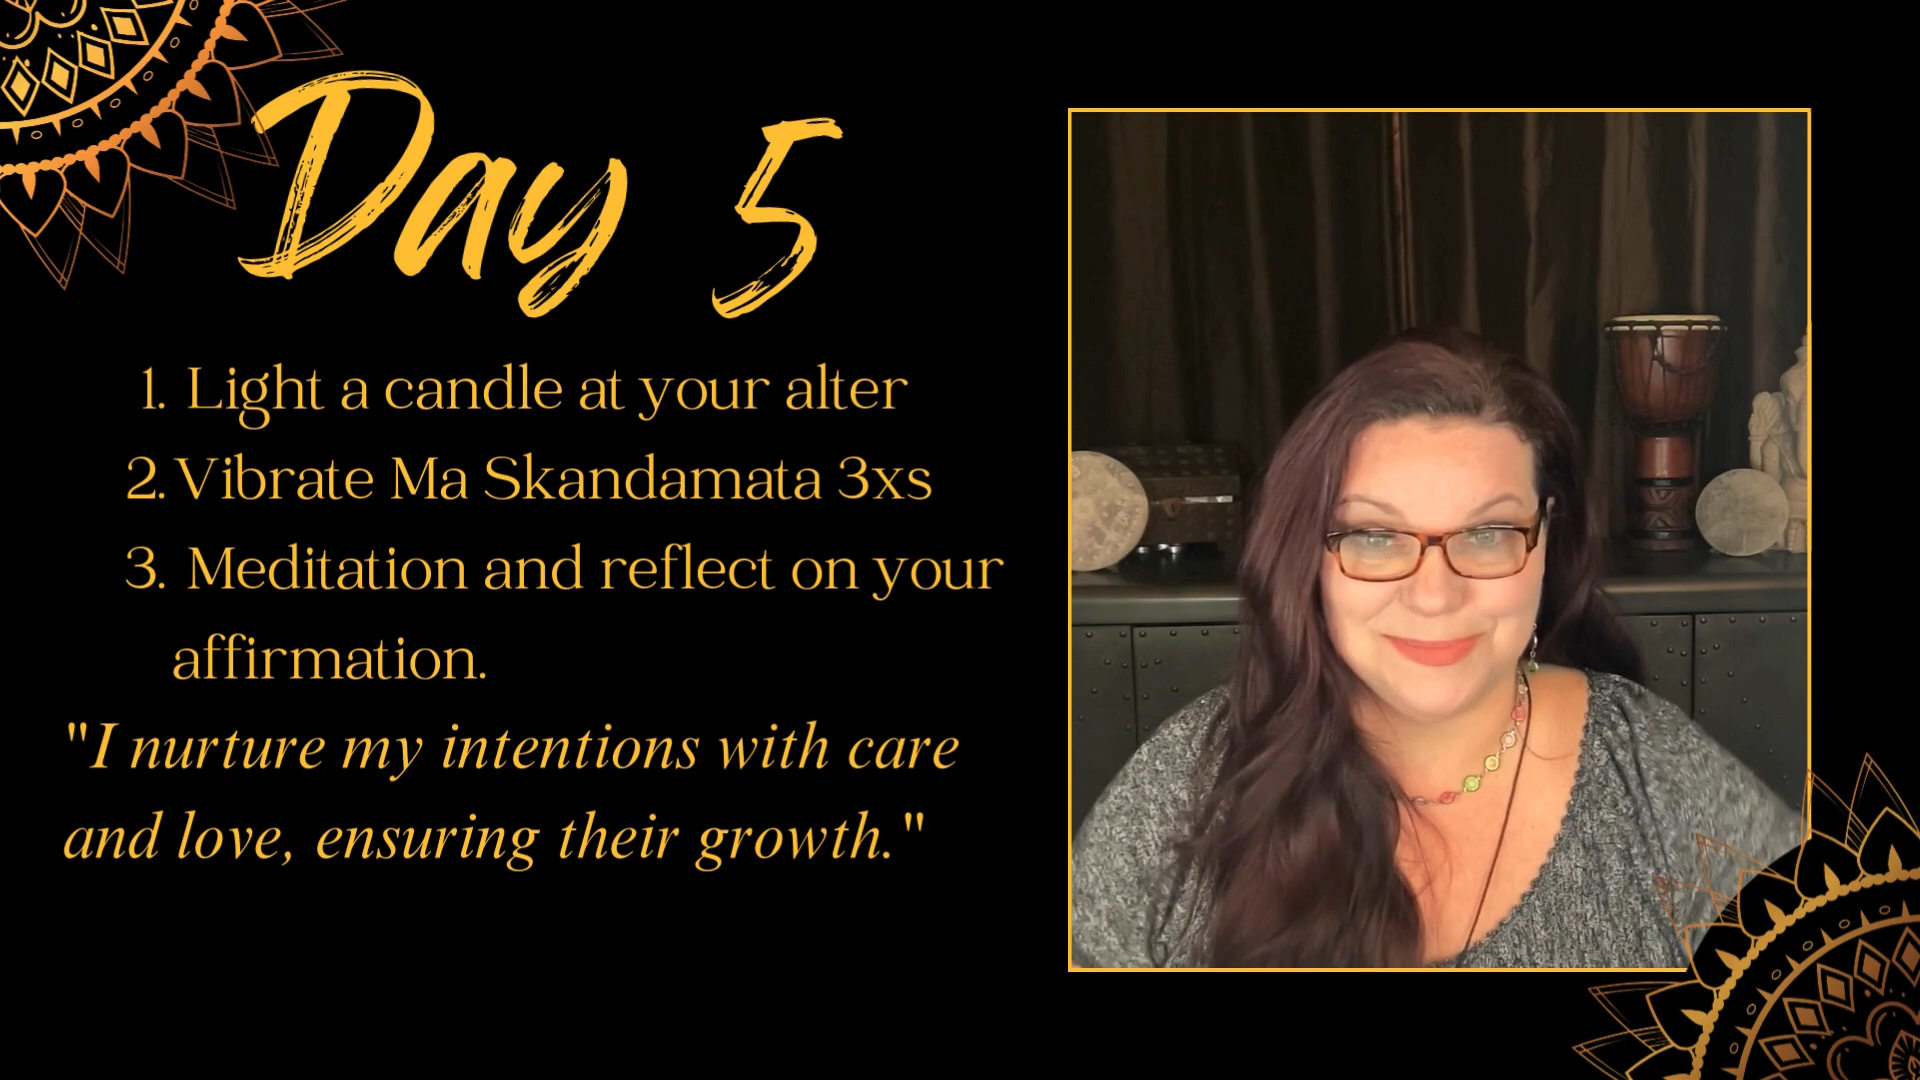 Day 5
1. Light a candle at your alter
2. Vibrate Ma Skandamata 3xs
3. Meditation and reflect on your
affirmation.
"I nurture my intentions with care
and love, ensuring their growth."